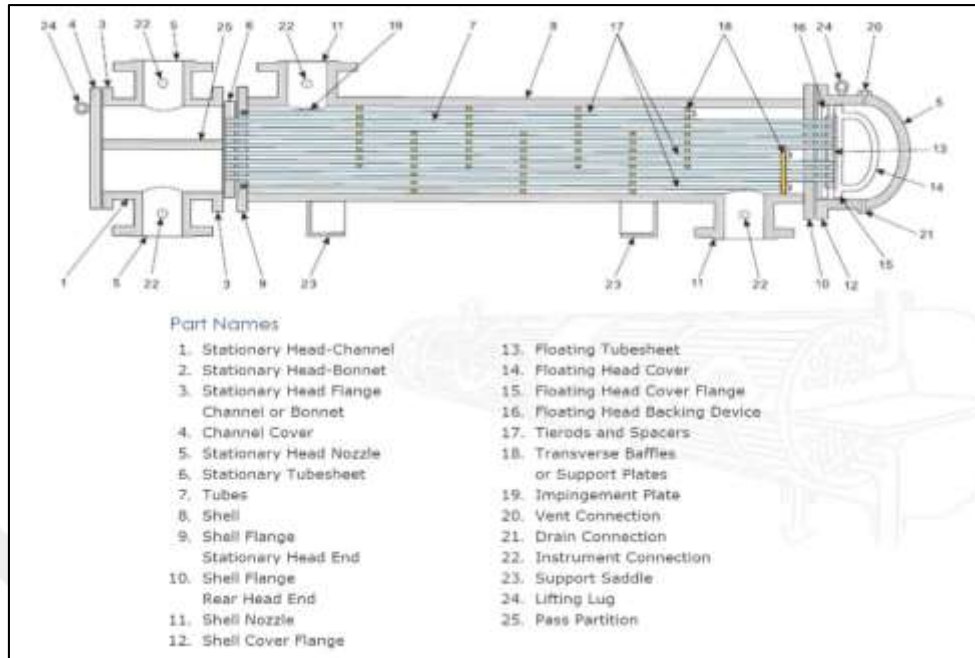 24 4 3 22 5 25 6 22 11 19 7 8 17 18 16 24 20
5
13
14
21
1 5 22 3 9 23 23 11 22 10 12 15
Part Names
1. Stationary Head-Channel
2. Stationary Head-Bonnet
3. Stationary Head Flange
Channel or Bonnet
4. Channel Cover
5. Stationary Head Nozzle
6. Stationary Tubesheet
7. Tubes
8. Shell
9. Shell Flange
Stationary Head End
10. Shell Flange
Rear Head End
11. Shell Nozzle
12. Shell Cover Flange
13. Floating Tubesheet
14. Floating Head Cover
15. Floating Head Cover Flange
16. Floating Head Backing Device
17. Tierods and Spacers
18. Transverse Baffles
or Support Plates
19. Impingement Plate
20. Vent Connection
21. Drain Connection
22. Instrument Connection
23. Support Saddle
24. Lifting Lug
25. Pass Partition